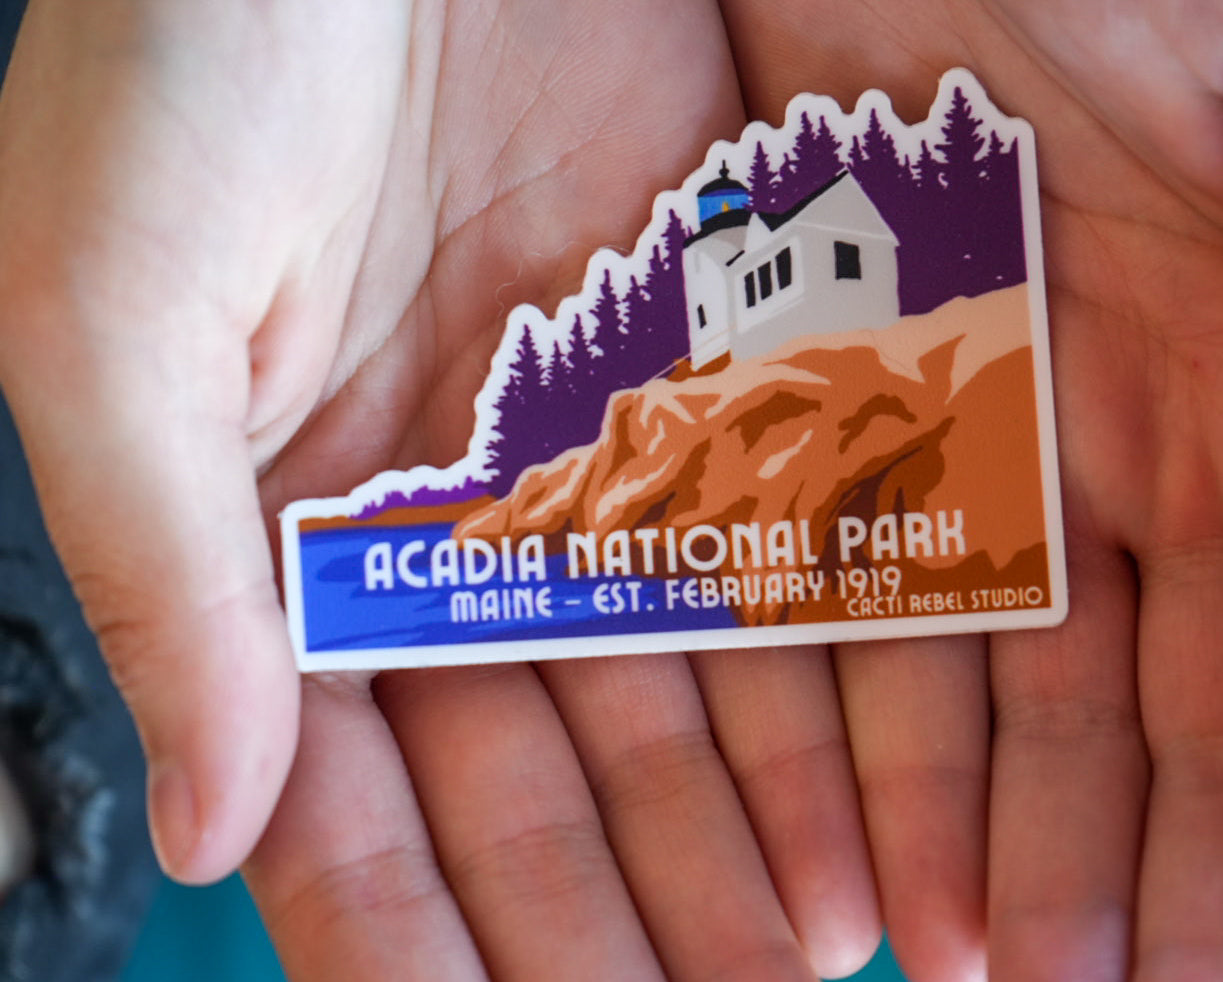 ACADIA NATIONAL PARK
MAINE - EST. FEBRUARY 1919
CACTI REBEL STUDIO